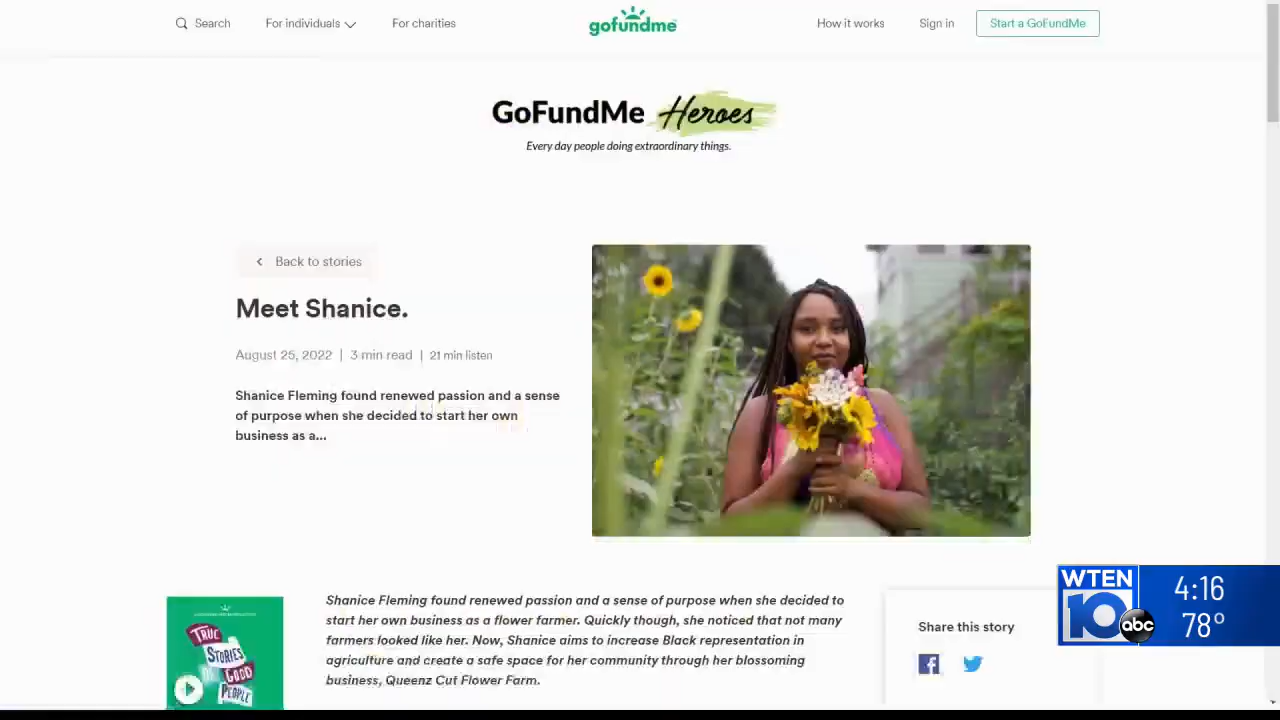 Search
For individuals
For charities
gofundme
How it works
Sign in
Start a GoFundMe
GoFundMe Heroes
Every day people doing extraordinary things.
Back to stories
Meet Shanice.
August 25, 2022 | 3 min read | 21 min listen
Shanice Fleming found renewed passion and a sense
of purpose when she decided to start her own
business as a...
TRUE
STORIES
GOOD
PEOPLE
Shanice Fleming found renewed passion and a sense of purpose when she decided to
start her own business as a flower farmer. Quickly though, she noticed that not many
farmers looked like her. Now, Shanice aims to increase Black representation in
agriculture and create a safe space for her community through her blossoming
business, Queenz Cut Flower Farm.
Share this story
WTEN
10
abc
4:16
78°